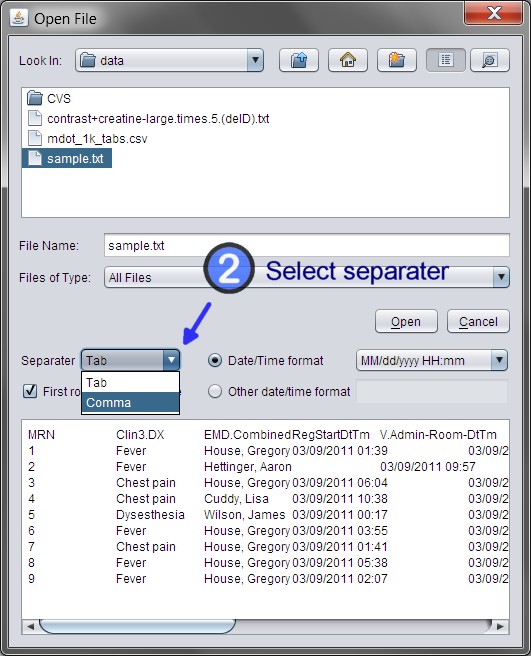 Open File
Look In: data
CVS
contrast+creatine-large.times.5.(deID).txt
mdot_1k_tabs.csv
sample.txt
File Name: sample.txt
2 Select separater
Files of Type: All Files
Open Cancel
Separater Tab Date/Time format MM/dd/yyyy HH:mm
Tab
First ro Other date/time format
Comma
MRN Clin3.DX EMD.Combined RegStartDtTm V.Admin-Room-DtTm
1 Fever House, Gregory 03/09/2011 01:39 03/09/2
2 Fever Hettinger, Aaron 03/09/2011 09:57
3 Chest pain House, Gregory 03/09/2011 06:04 03/09/2
4 Chest pain Cuddy, Lisa 03/09/2011 10:38 03/09/2
5 Dysesthesia Wilson, James 03/09/2011 00:17 03/09/2
6 Fever House, Gregory 03/09/2011 03:55 03/09/2
7 Chest pain House, Gregory 03/09/2011 01:41 03/09/2
8 Fever House, Gregory 03/09/2011 05:38 03/09/2
9 Fever House, Gregory 03/09/2011 02:07 03/09/2